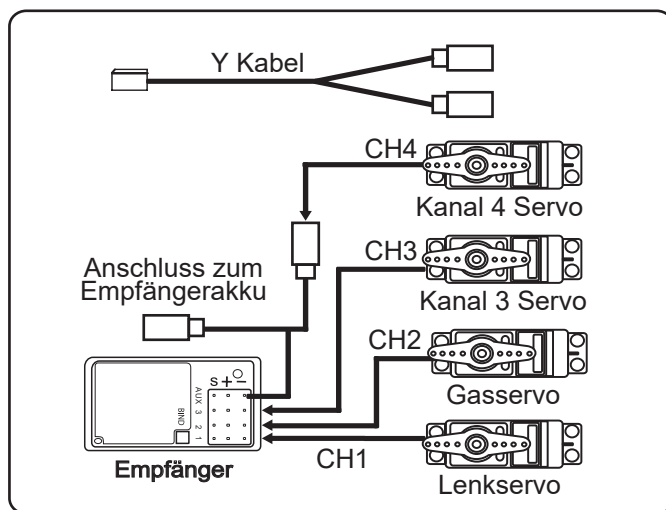 Y Kabel
CH4
Kanal 4 Servo
Anschluss zum
Empfängerakku
CH3
Kanal 3 Servo
CH2
Gasservo
S + −
AUX 3 2 1
BIND
Empfänger
CH1
Lenkservo